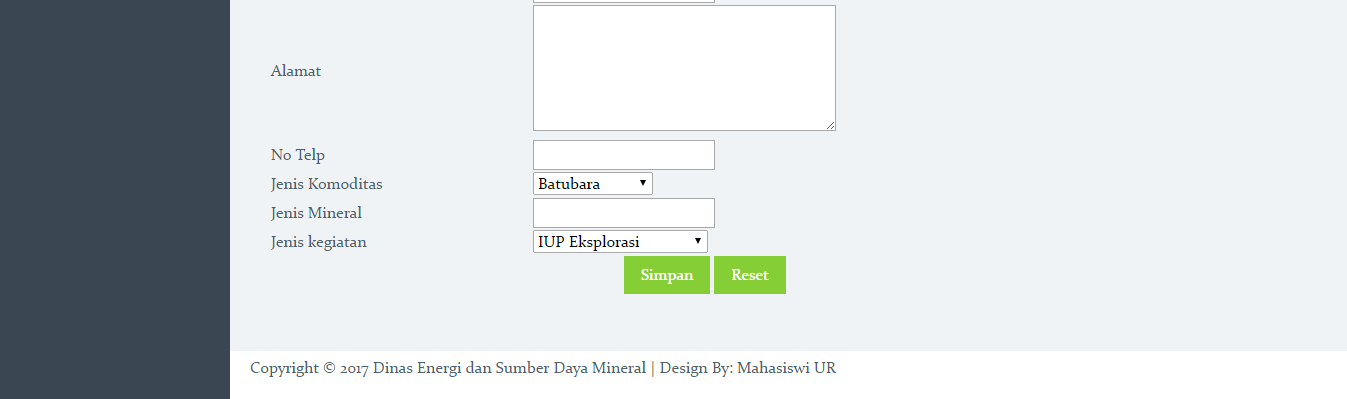 Alamat
No Telp
Jenis Komoditas
Batubara
Jenis Mineral
Jenis kegiatan
IUP Eksplorasi
Simpan Reset
Copyright © 2017 Dinas Energi dan Sumber Daya Mineral | Design By: Mahasiswi UR